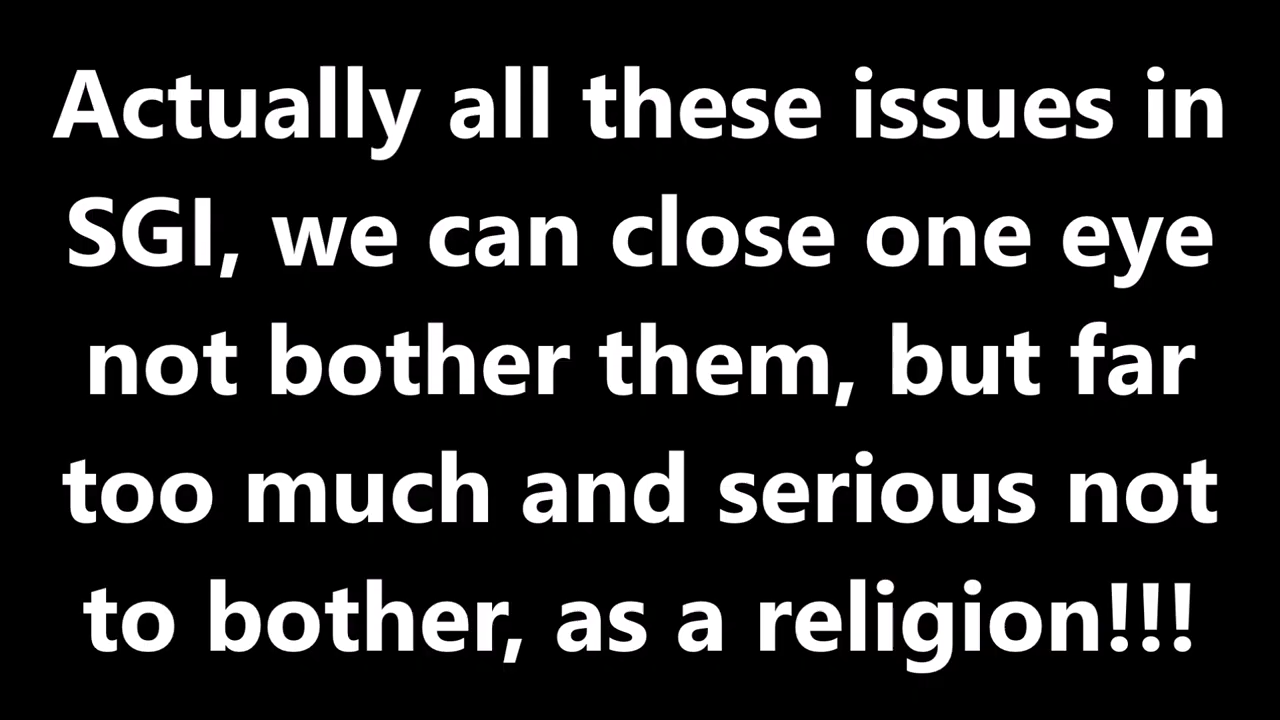 Actually all these issues in
SGI, we can close one eye
not bother them, but far
too much and serious not
to bother, as a religion!!!